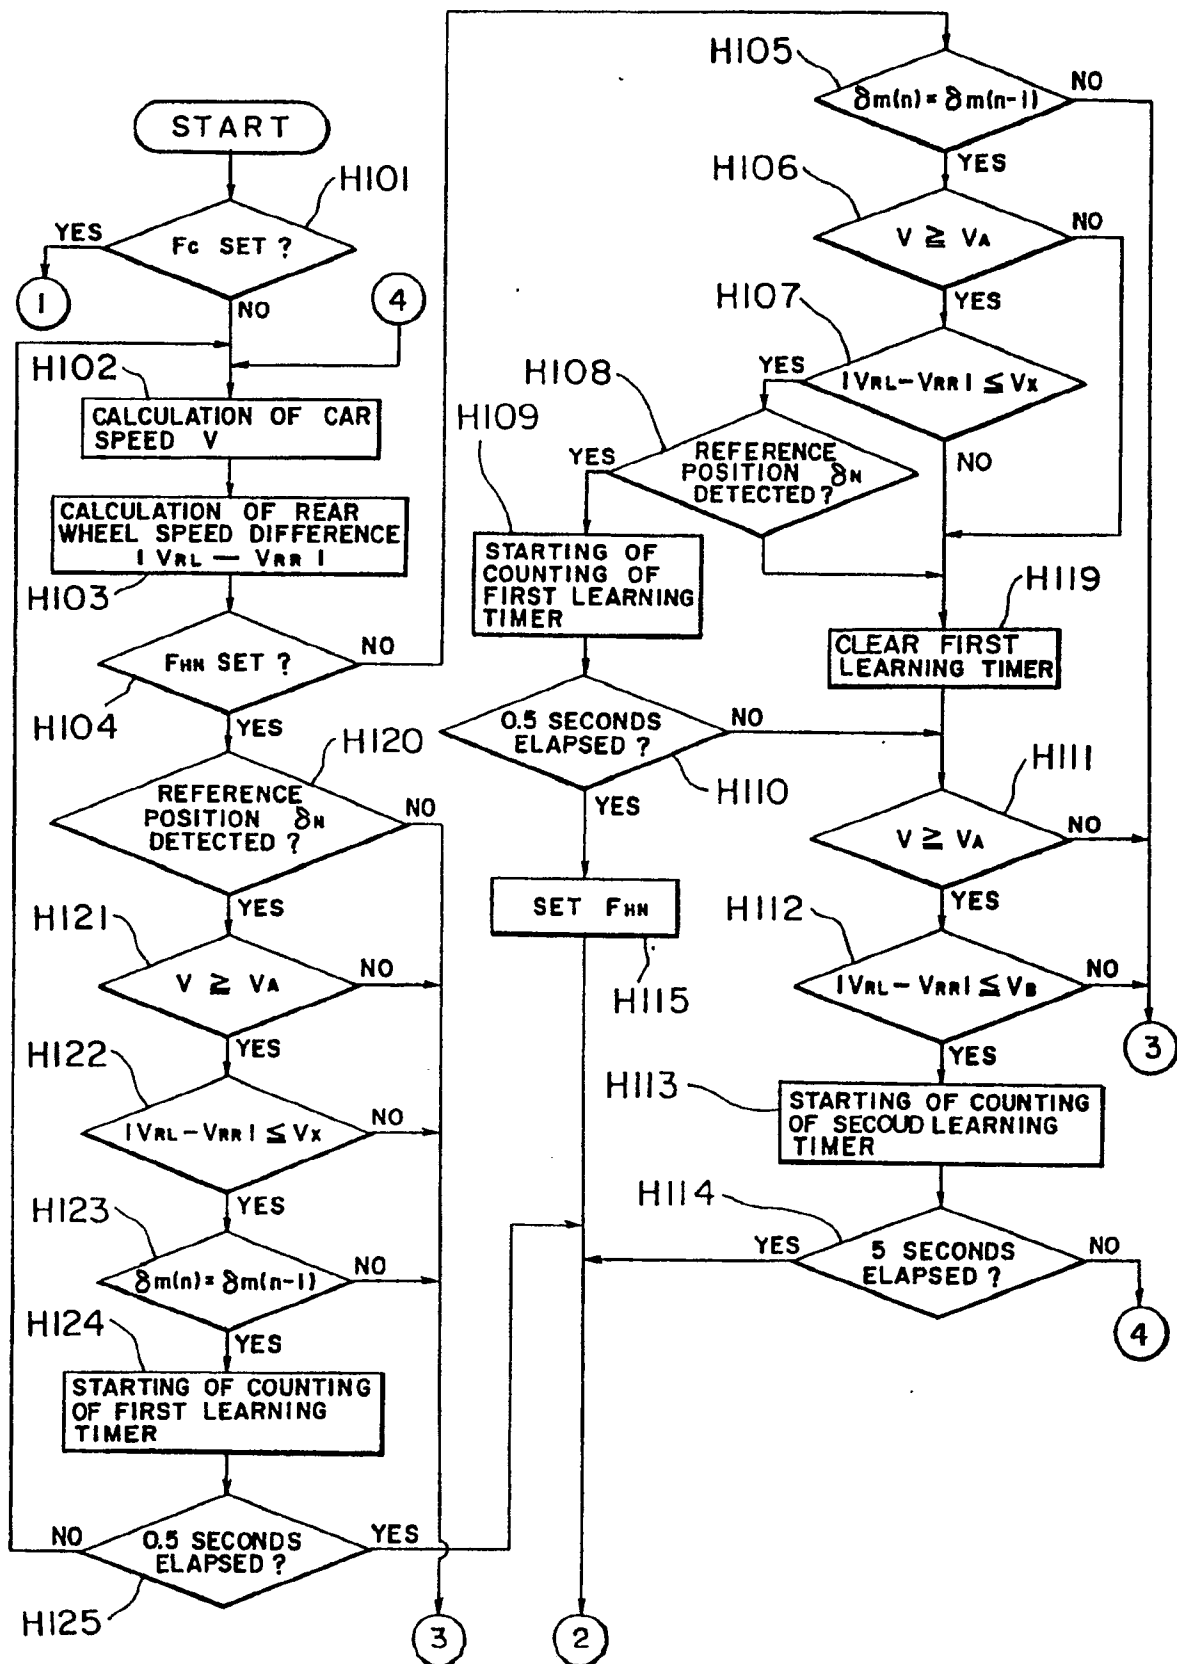 START
H101
YES
Fc SET ?
1
NO
4
H102
CALCULATION OF CAR
SPEED V
CALCULATION OF REAR
WHEEL SPEED DIFFERENCE
| VRL — VRR |
H103
FHN SET ?
NO
H104
YES
H120
REFERENCE
POSITION δN
DETECTED ?
NO
YES
H121
V ≧ VA
NO
YES
H122
|VRL – VRR| ≦ VX
NO
YES
H123
δm(n) = δm(n-1)
NO
YES
H124
STARTING OF COUNTING
OF FIRST LEARNING
TIMER
NO
0.5 SECONDS
ELAPSED ?
YES
H125
3
2
H105
δm(n) = δm(n-1)
NO
YES
H106
V ≧ VA
NO
YES
H107
|VRL – VRR| ≦ VX
YES
NO
H108
REFERENCE
POSITION δN
DETECTED ?
YES
H109
STARTING OF
COUNTING OF
FIRST LEARNING
TIMER
H119
CLEAR FIRST
LEARNING TIMER
0.5 SECONDS
ELAPSED ?
NO
H110
YES
SET FHN
H115
H111
V ≧ VA
NO
YES
H112
|VRL – VRR| ≦ VB
NO
YES
3
H113
STARTING OF COUNTING
OF SECOUD LEARNING
TIMER
H114
YES
5 SECONDS
ELAPSED ?
NO
4